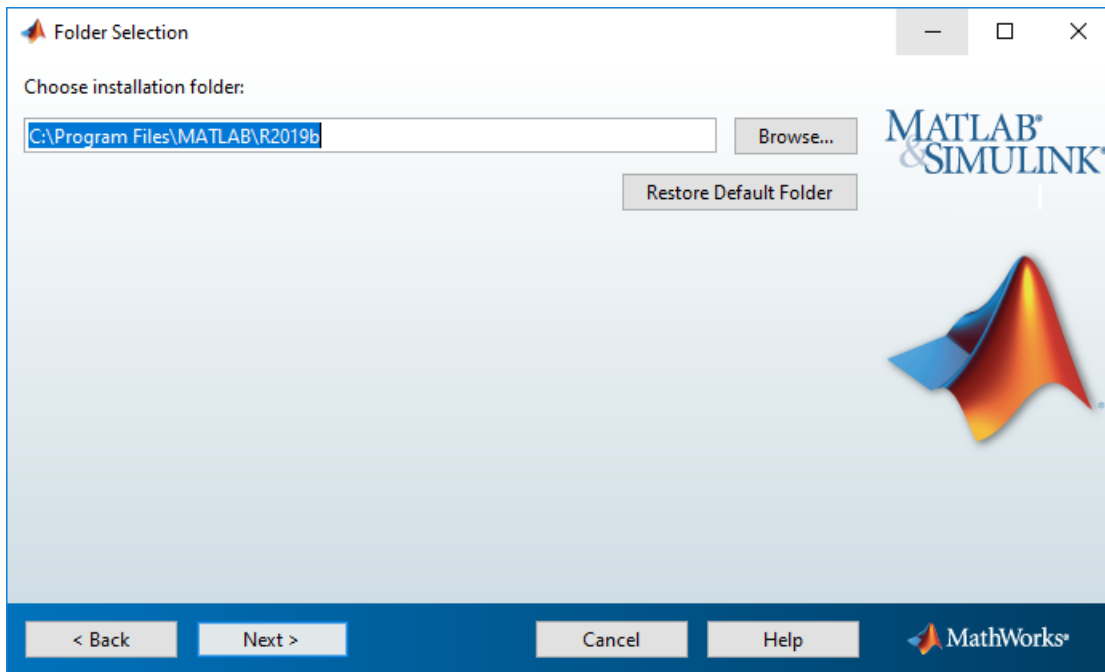 Folder Selection
Choose installation folder:
C:\Program Files\MATLAB\R2019b
Browse...
MATLAB®
&SIMULINK®
Restore Default Folder
®
< Back
Next >
Cancel
Help
MathWorks®